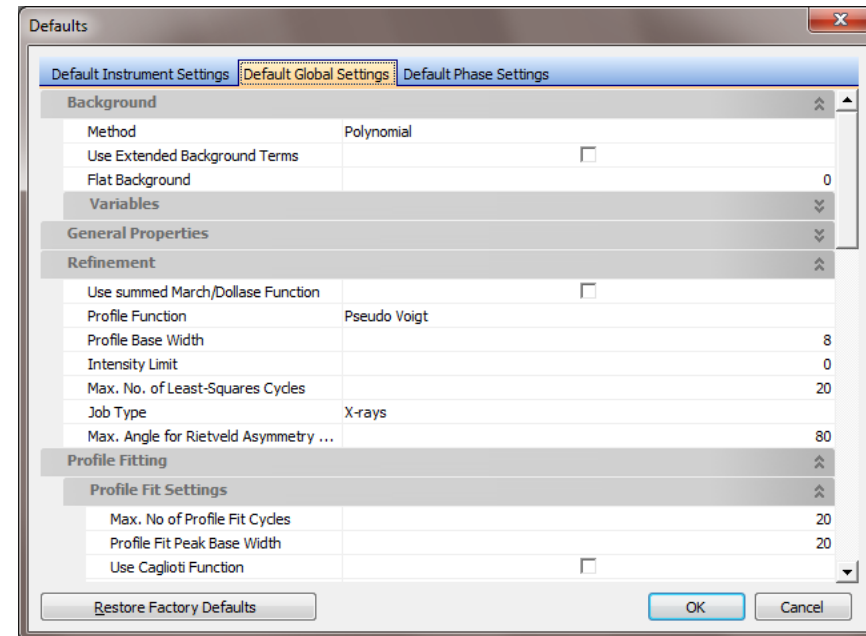 Defaults
Default Instrument Settings Default Global Settings Default Phase Settings
Background
Method Polynomial
Use Extended Background Terms
Flat Background 0
Variables
General Properties
Refinement
Use summed March/Dollase Function
Profile Function Pseudo Voigt
Profile Base Width 8
Intensity Limit 0
Max. No. of Least-Squares Cycles 20
Job Type X-rays
Max. Angle for Rietveld Asymmetry ... 80
Profile Fitting
Profile Fit Settings
Max. No of Profile Fit Cycles 20
Profile Fit Peak Base Width 20
Use Caglioti Function
Restore Factory Defaults OK Cancel